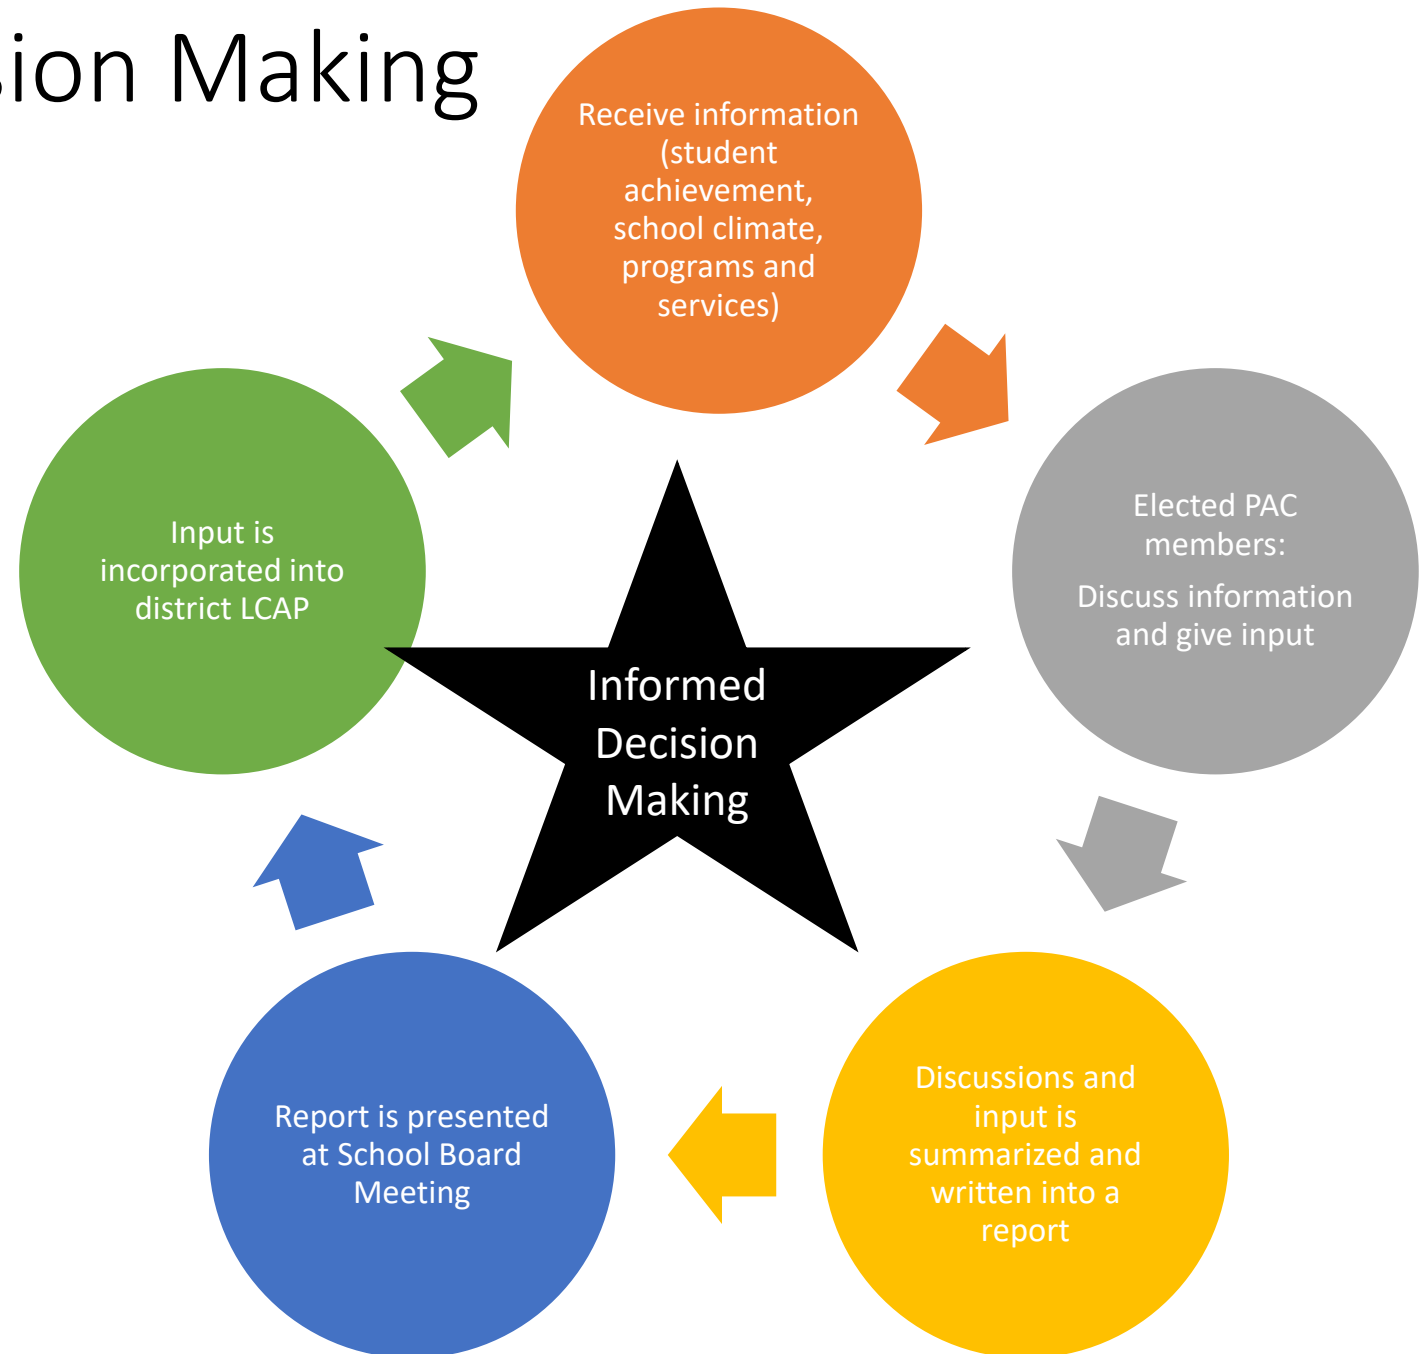 sion Making
Receive information
(student
achievement,
school climate,
programs and
services)
Elected PAC
members:
Discuss information
and give input
Discussions and
input is
summarized and
written into a
report
Report is presented
at School Board
Meeting
Input is
incorporated into
district LCAP
Informed
Decision
Making